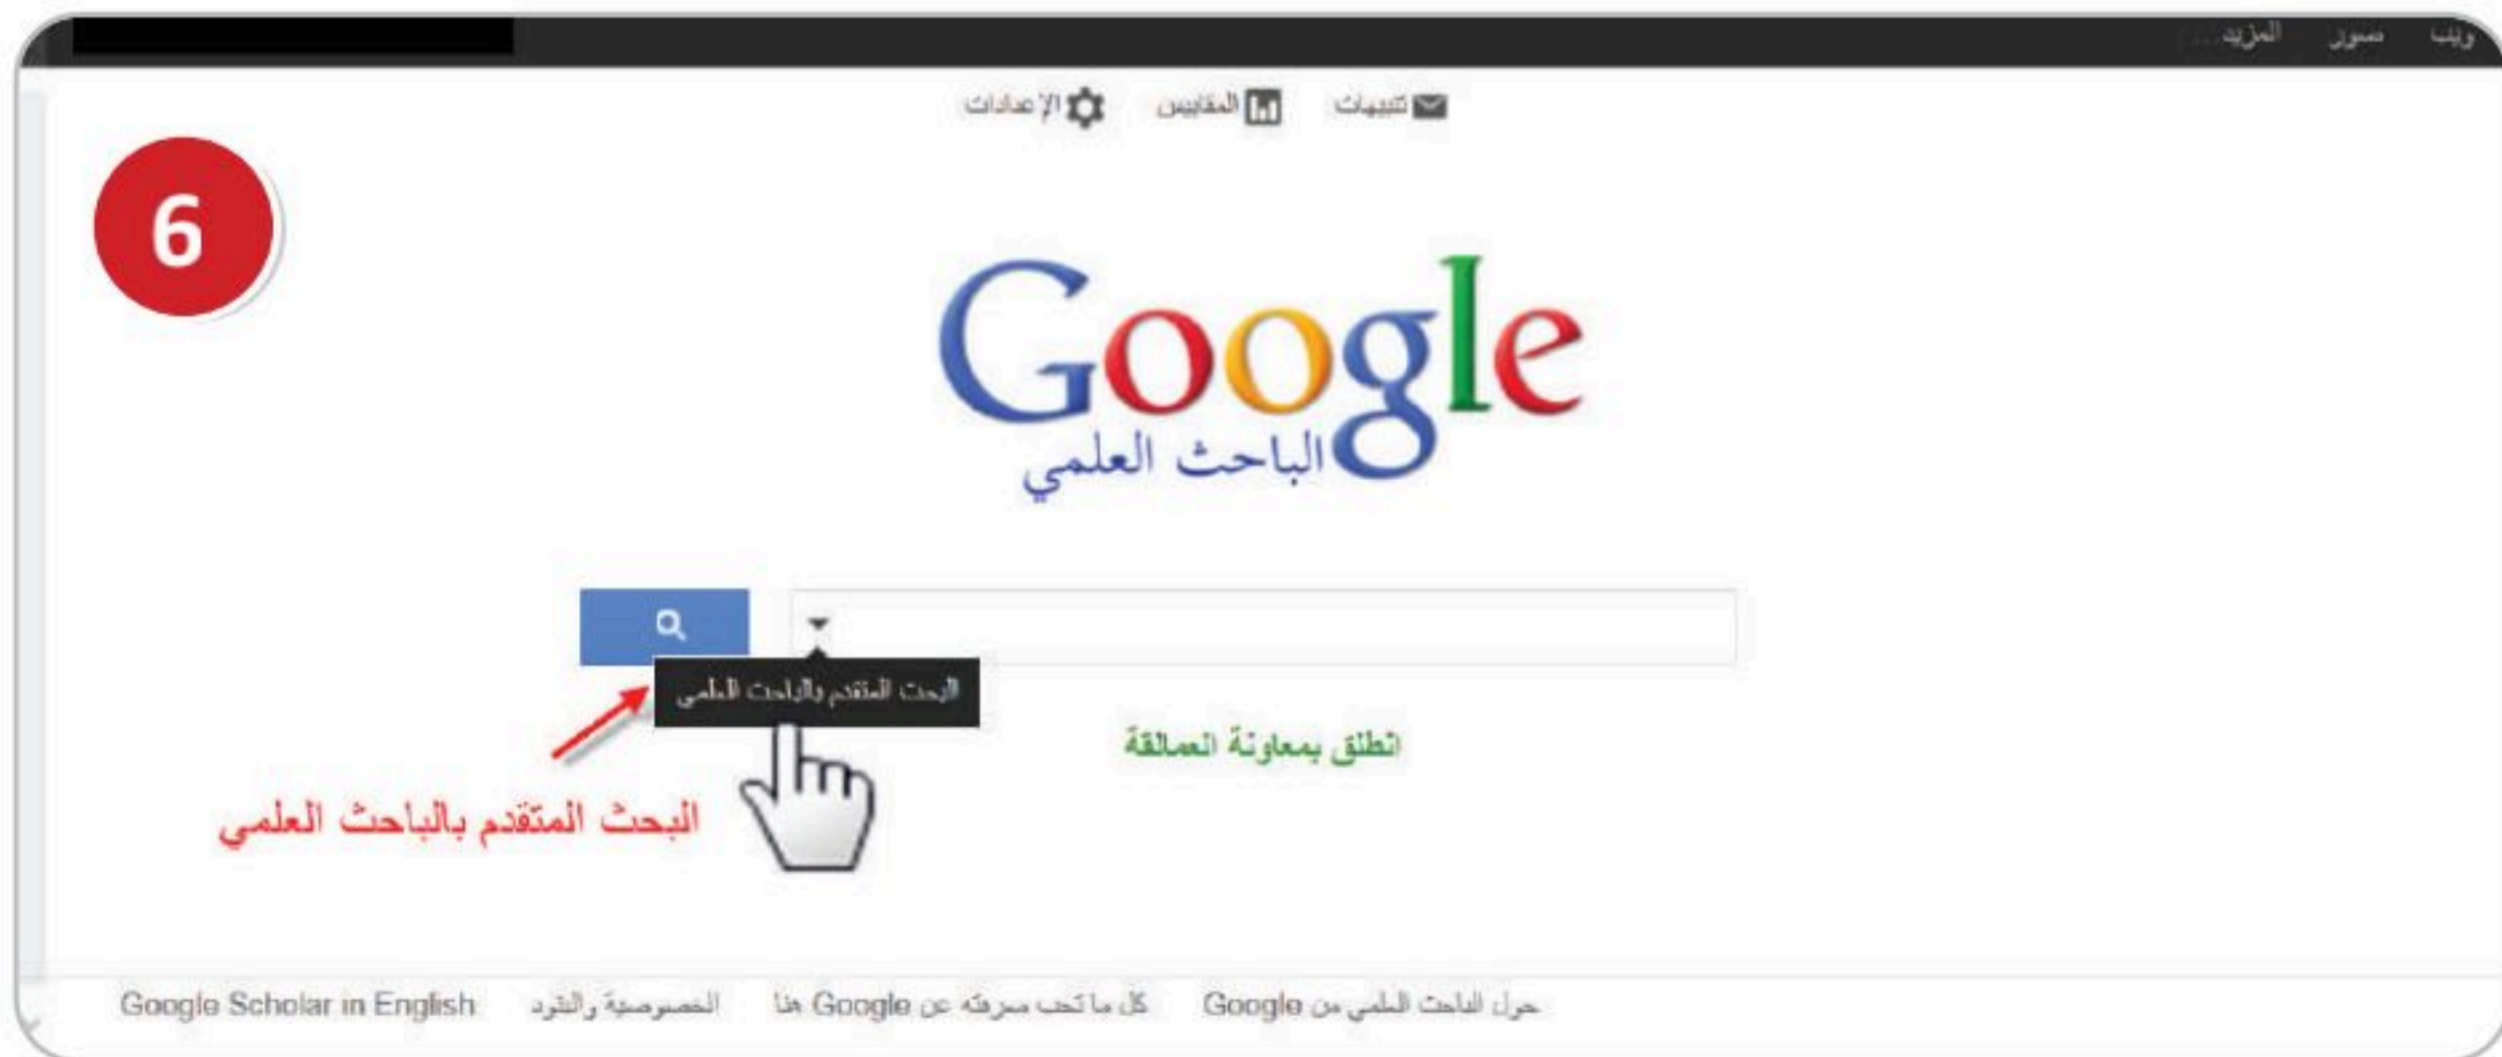 ويب صور المزيد...
تنبيهات المقاييس الإعدادات
6
Google
الباحث العلمي
البحث المتقدم بالباحث العلمي
انطلق بمعاونة العمالقة
البحث المتقدم بالباحث العلمي
حول الباحث العلمي من Google كل ما تحب معرفته عن Google هنا الخصوصية والبنود Google Scholar in English